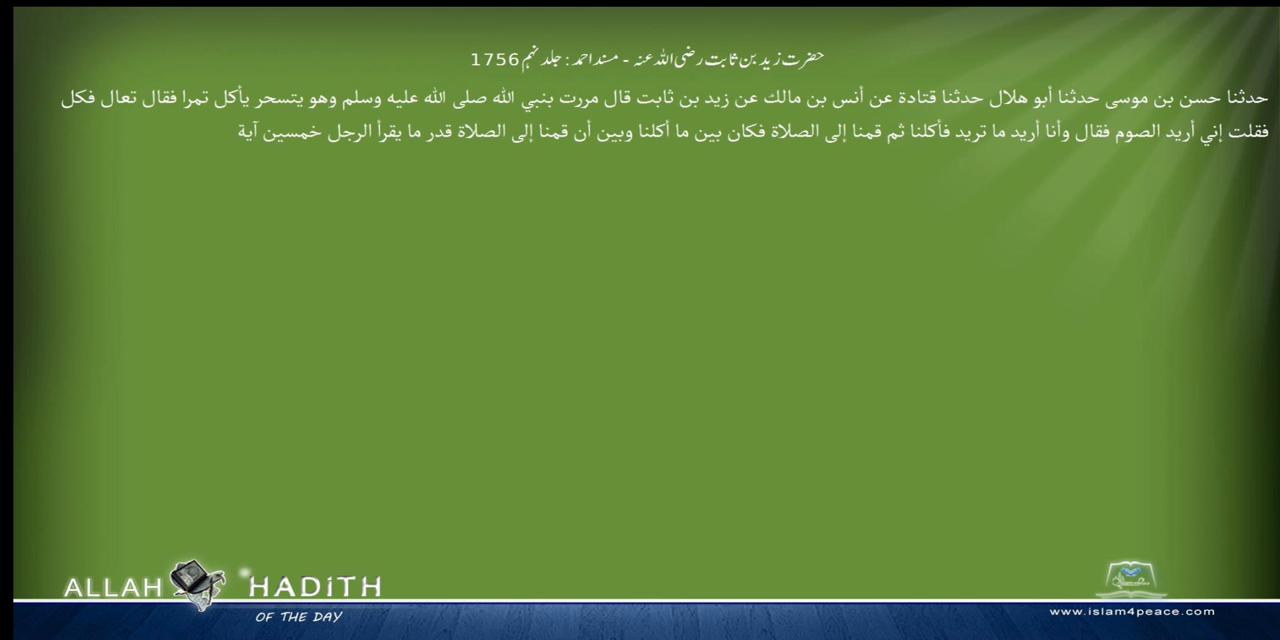 حضرت زید بن ثابت رضی اللہ عنہ - مسند احمد : جلد نہم 1756
حدثنا حسن بن موسى حدثنا أبو هلال حدثنا قتادة عن أنس بن مالك عن زيد بن ثابت قال مررت بنبي الله صلى الله عليه وسلم وهو يتسحر يأكل تمرا فقال تعال فكل
فقلت إني أريد الصوم فقال وأنا أريد ما تريد فأكلنا ثم قمنا إلى الصلاة فكان بين ما أكلنا وبين أن قمنا إلى الصلاة قدر ما يقرأ الرجل خمسين آية
ALLAH HADITH
OF THE DAY
www.islam4peace.com